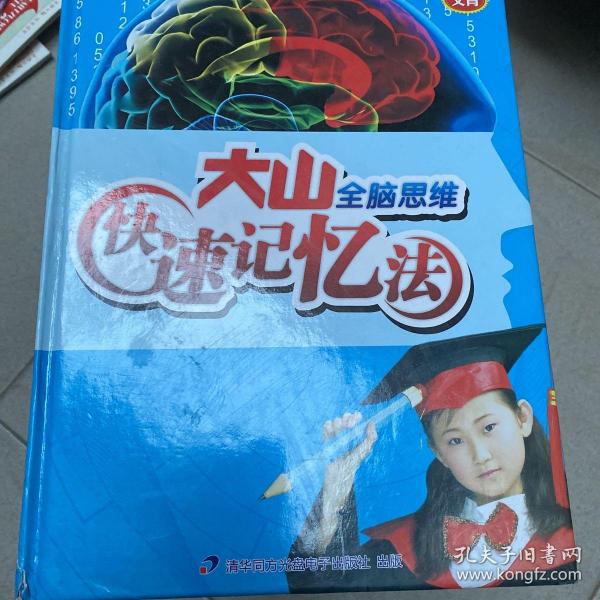 大山 全脑思维
快速记忆法
清华同方光盘电子出版社 出版
孔夫子旧书网
www.kongfz.com